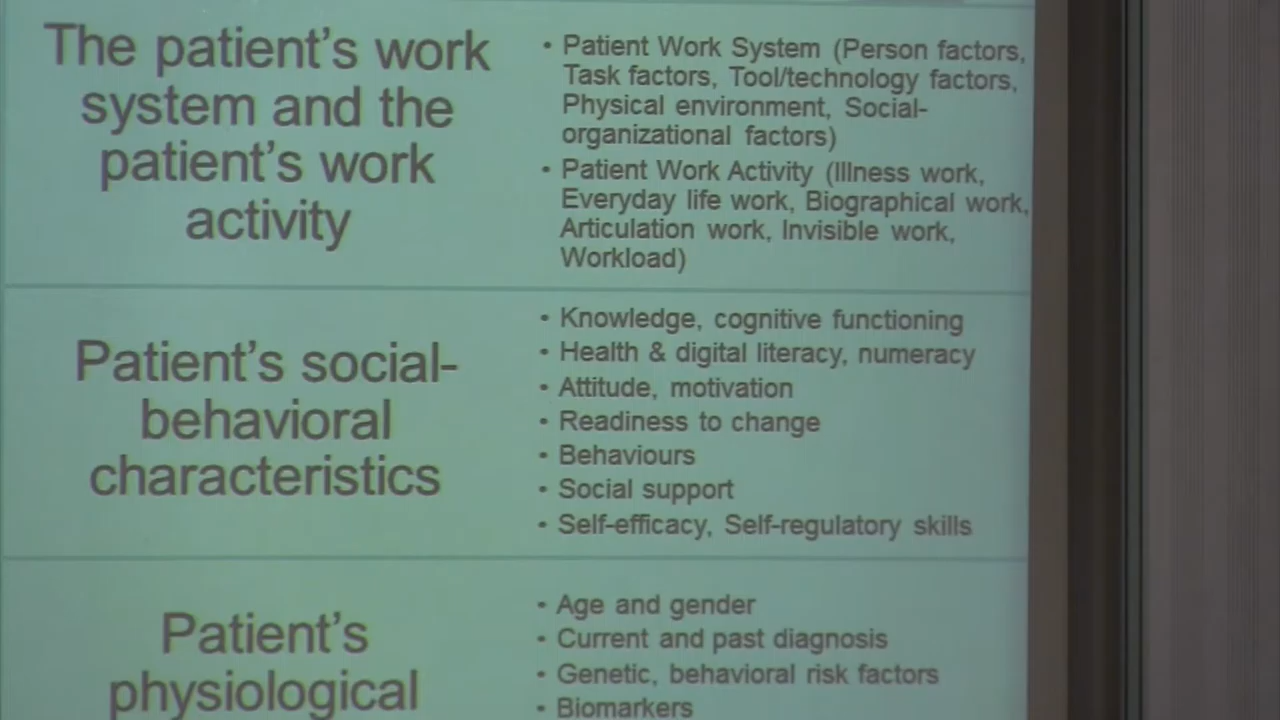 The patient's work
system and the
patient's work
activity
• Patient Work System (Person factors,
Task factors, Tool/technology factors,
Physical environment, Social-
organizational factors)
• Patient Work Activity (Illness work,
Everyday life work, Biographical work,
Articulation work, Invisible work,
Workload)
Patient's social-
behavioral
characteristics
• Knowledge, cognitive functioning
• Health & digital literacy, numeracy
• Attitude, motivation
• Readiness to change
• Behaviours
• Social support
• Self-efficacy, Self-regulatory skills
Patient's
physiological
• Age and gender
• Current and past diagnosis
• Genetic, behavioral risk factors
• Biomarkers